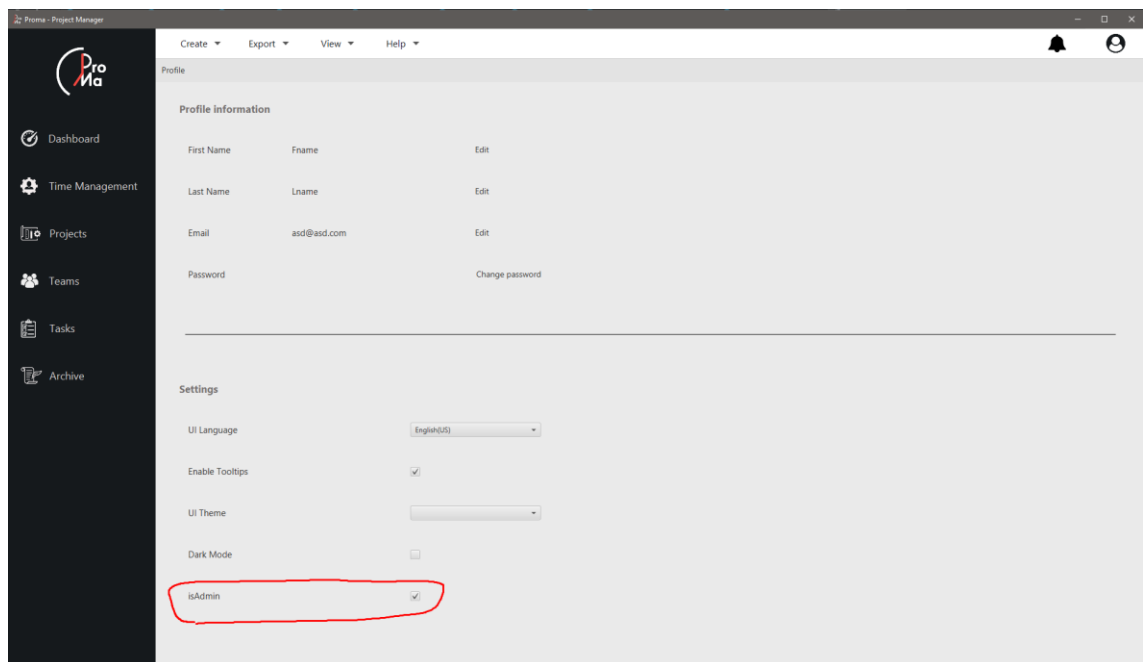 Proma - Project Manager
Create Export View Help
ProMa
Profile
Profile information
Dashboard
First Name Fname Edit
Time Management
Last Name Lname Edit
Projects
Email asd@asd.com Edit
Teams
Password Change password
Tasks
Archive
Settings
UI Language English(US)
Enable Tooltips
UI Theme
Dark Mode
isAdmin